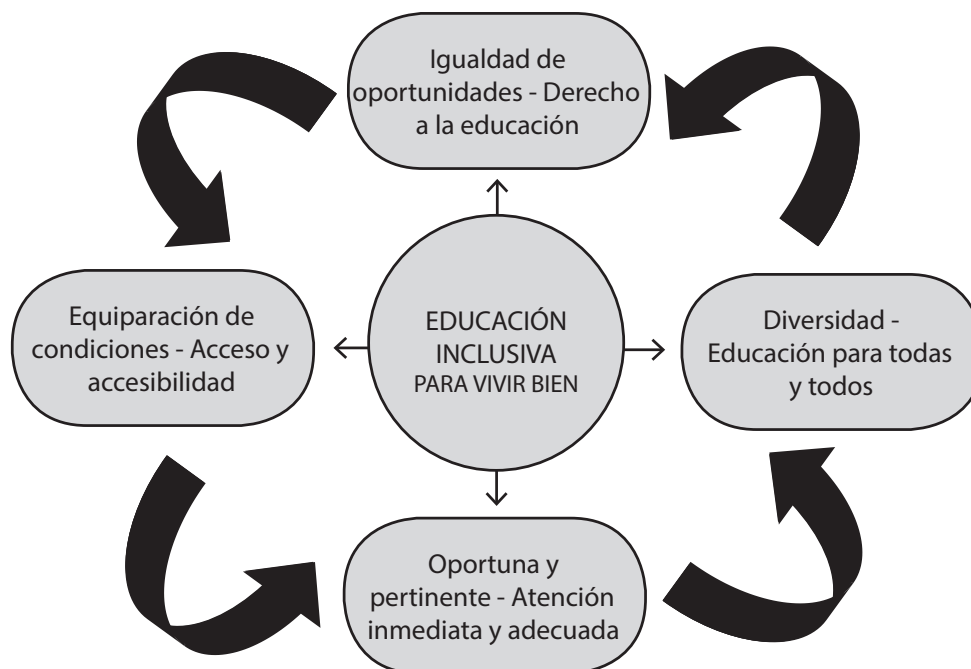 Igualdad de
oportunidades - Derecho
a la educación
Equiparación de
condiciones - Acceso y
accesibilidad
EDUCACIÓN
INCLUSIVA
PARA VIVIR BIEN
Diversidad -
Educación para todas
y todos
Oportuna y
pertinente - Atención
inmediata y adecuada